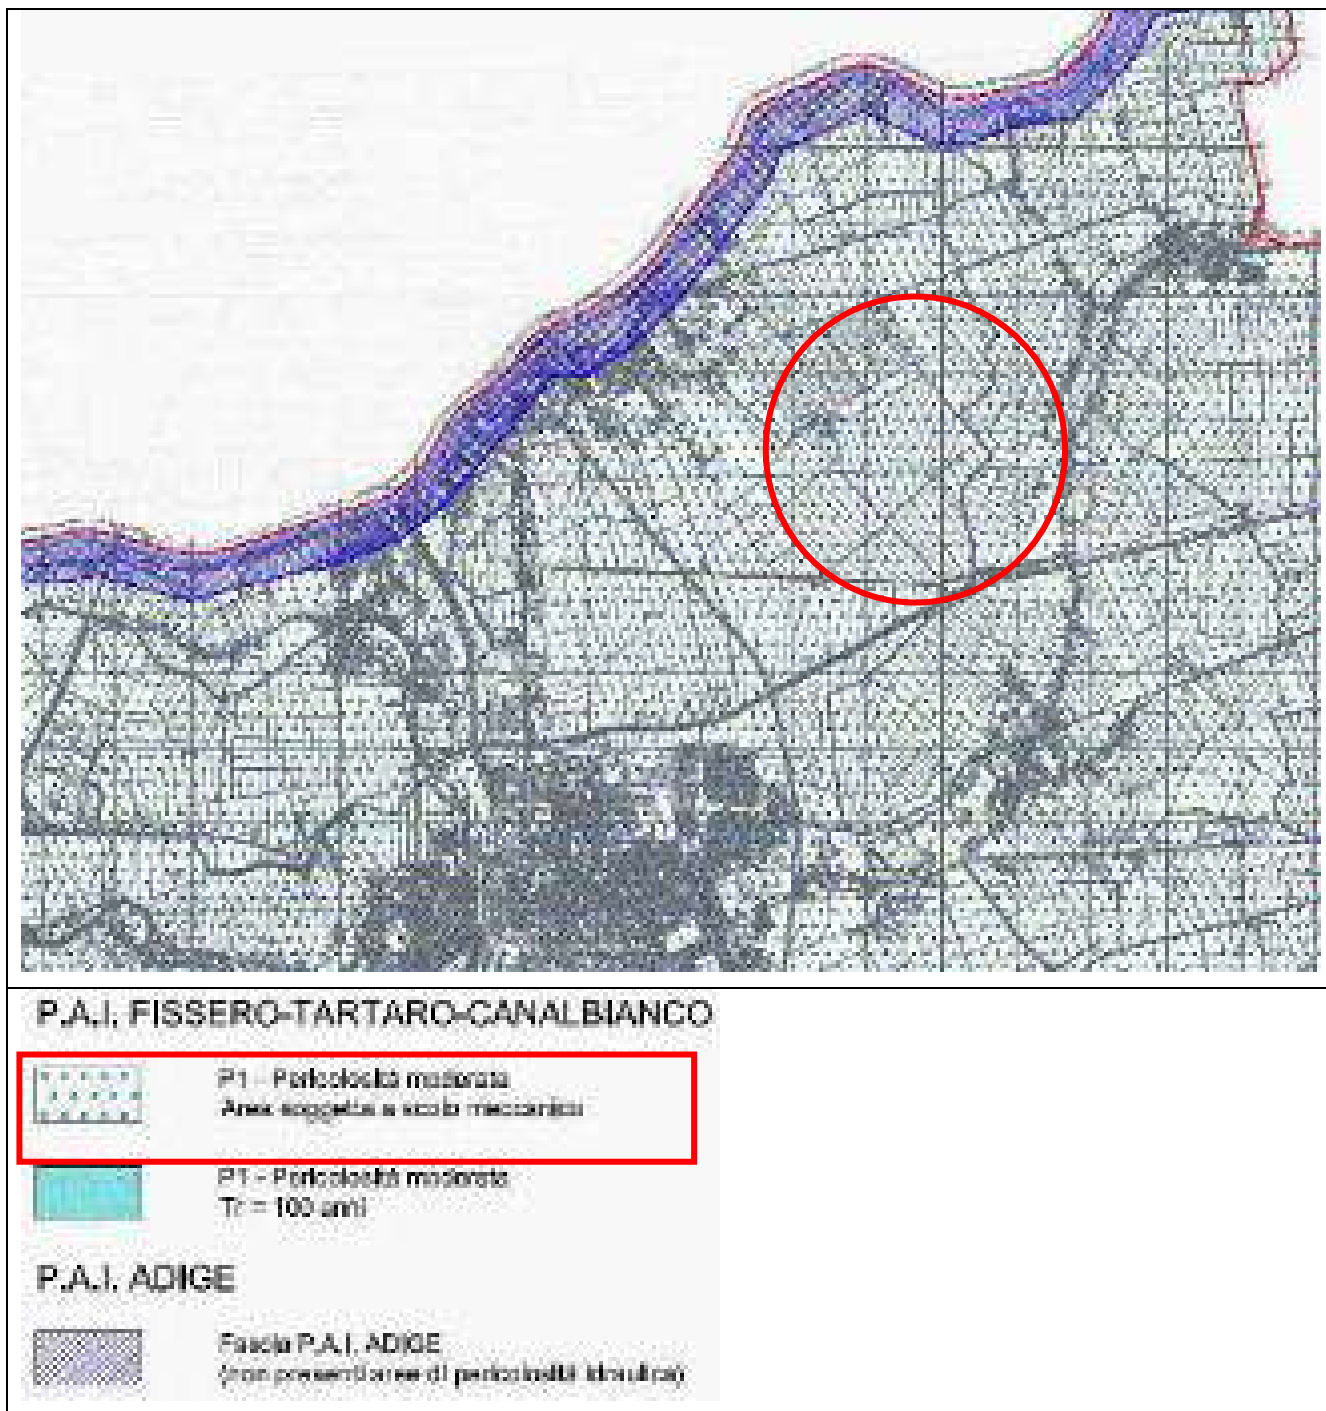 P.A.I. FISSERO-TARTARO-CANALBIANCO
P1 - Pericolosità moderata
Area soggetta a scolo meccanico
P1 - Pericolosità moderata
Tr = 100 anni
P.A.I. ADIGE
Fascia P.A.I. ADIGE
(non presenti aree di pericolosità idraulica)